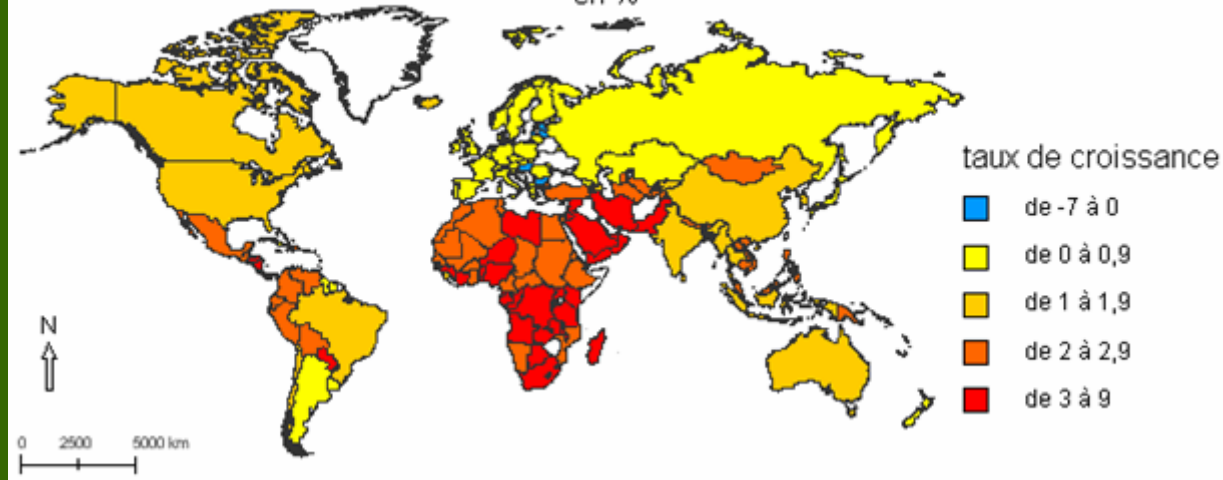 en %
taux de croissance
de -7 à 0
de 0 à 0,9
de 1 à 1,9
de 2 à 2,9
de 3 à 9
N
0 2500 5000 km